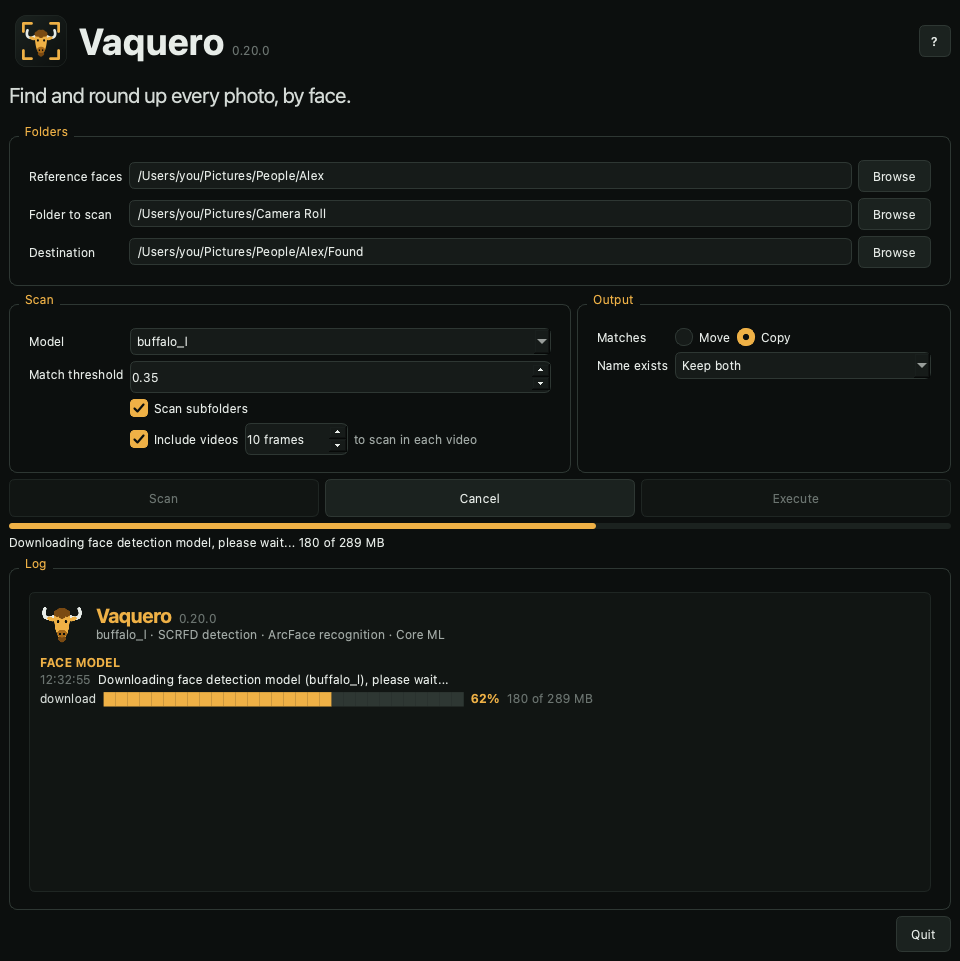 Vaquero 0.20.0
?
Find and round up every photo, by face.
Folders
Reference faces /Users/you/Pictures/People/Alex Browse
Folder to scan /Users/you/Pictures/Camera Roll Browse
Destination /Users/you/Pictures/People/Alex/Found Browse
Scan
Model buffalo_l
Match threshold 0.35
Scan subfolders
Include videos 10 frames to scan in each video
Output
Matches Move Copy
Name exists Keep both
Scan Cancel Execute
Downloading face detection model, please wait... 180 of 289 MB
Log
Vaquero 0.20.0
buffalo_l · SCRFD detection · ArcFace recognition · Core ML
FACE MODEL
12:32:55 Downloading face detection model (buffalo_l), please wait...
download 62% 180 of 289 MB
Quit